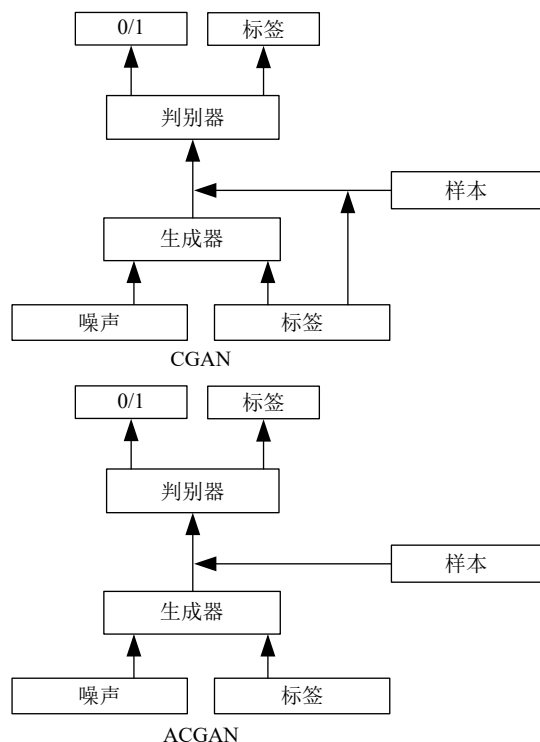 0/1 标签
判别器
样本
生成器
噪声 标签
CGAN
0/1 标签
判别器
样本
生成器
噪声 标签
ACGAN